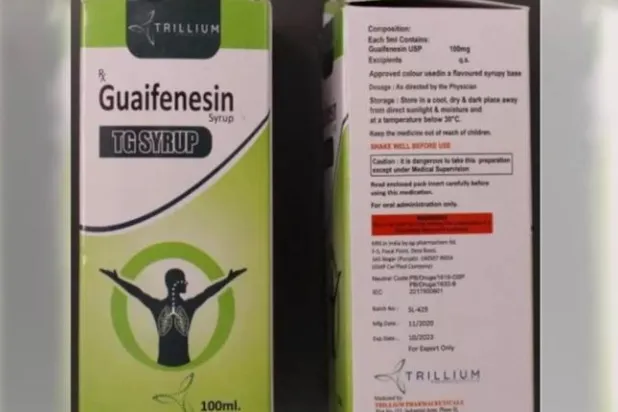 TRILLIUM
Rx
Guaifenesin
Syrup
TG SYRUP
100ml.
Composition:
Each 5ml Contains:
Guaifenesin USP 100mg
Excipients q.s.
Approved colour usedin a flavoured syrupy base
Dosage : As directed by the Physician
Storage : Store in a cool, dry & dark place away
from direct sunlight & moisture and
at a temperature below 30°C.
Keep the medicine out of reach of children.
SHAKE WELL BEFORE USE
Caution : it is dangerous to take this preparation
except under Medical Supervision
Read enclosed pack insert carefully before
using this medication.
For oral administration only.
Batch No : SL-429
Mfg Date : 11/2020
Exp Date : 10/2023
For Export Only
TRILLIUM
Marketed by
TRILLIUM PHARMACEUTICALS